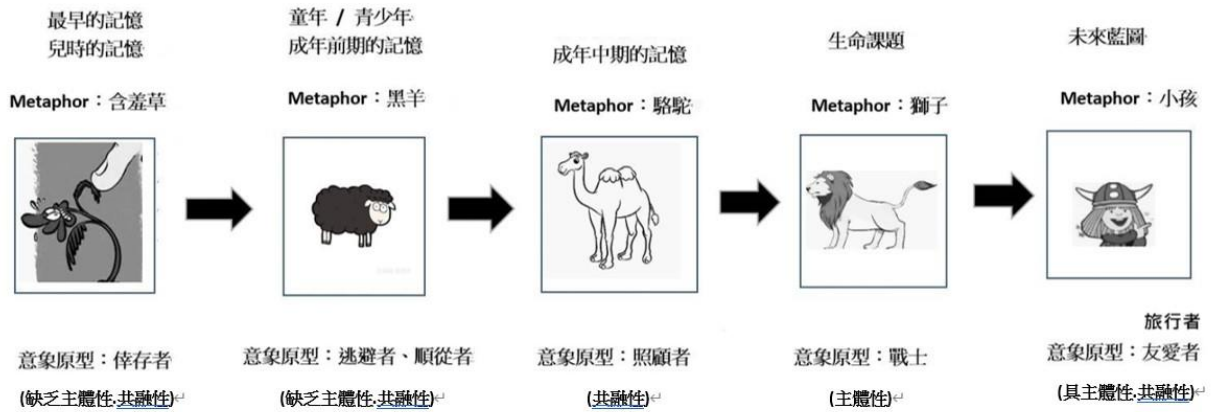 最早的記憶
兒時的記憶
Metaphor：含羞草
意象原型：倖存者
(缺乏主體性.共融性)↵
童年 / 青少年
成年前期的記憶
Metaphor：黑羊
意象原型：逃避者、順從者
(缺乏主體性.共融性)↵
成年中期的記憶
Metaphor：駱駝
意象原型：照顧者
(共融性)↵
生命課題
Metaphor：獅子
意象原型：戰士
(主體性)↵
未來藍圖
Metaphor：小孩
旅行者
意象原型：友愛者
(具主體性.共融性)↵